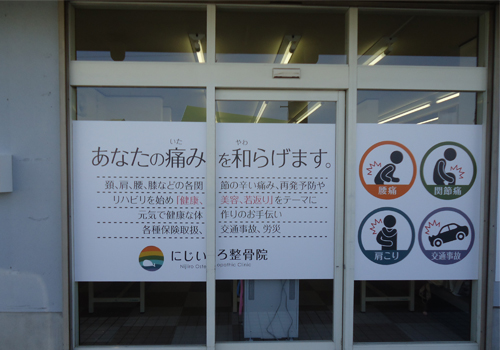 あなたの痛みを和らげます。
いた
やわ
頚、肩、腰、膝などの各関節の辛い痛み、再発予防や
リハビリを始め「健康、美容、若返り」をテーマに
元気で健康な体作りのお手伝い
各種保険取扱、交通事故、労災
にじいろ整骨院
腰痛
関節痛
肩こり
交通事故